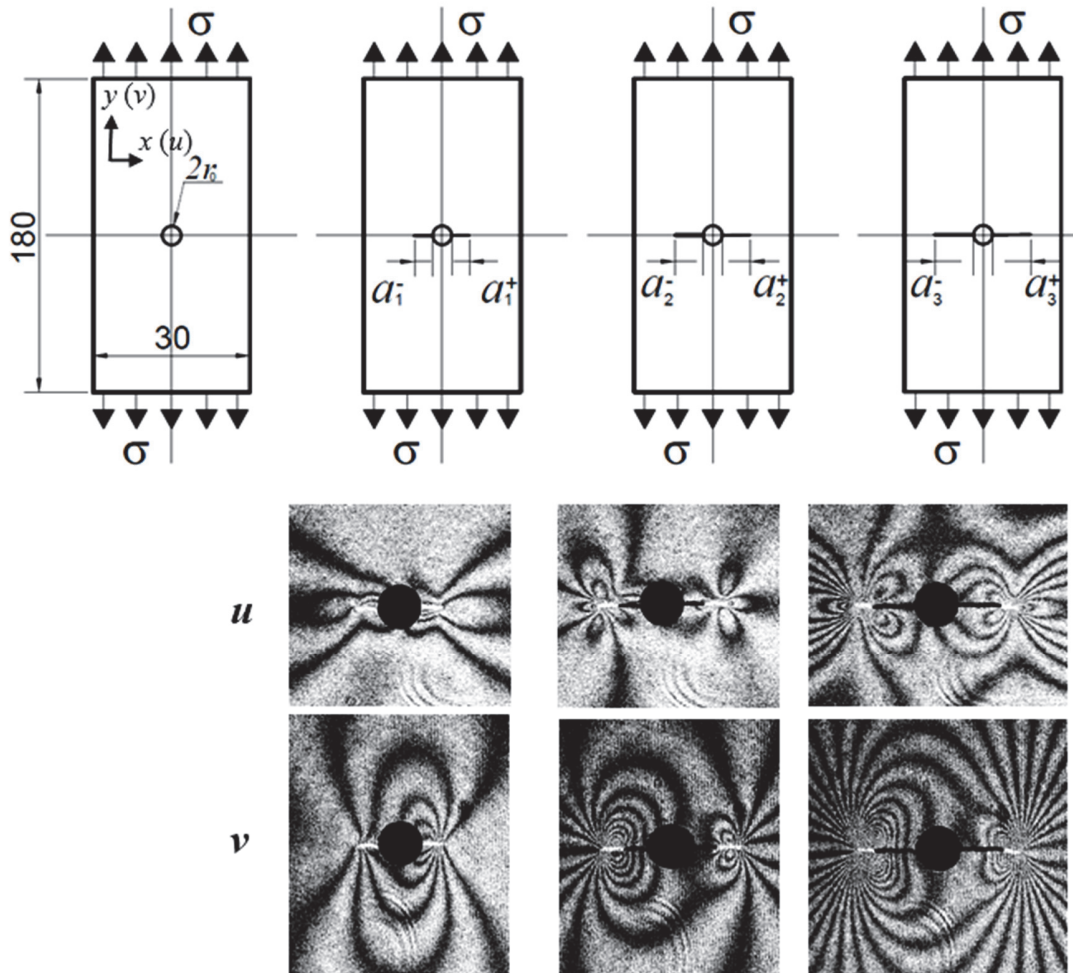 σ σ σ σ
y (v)
x (u)
2r₀
180
30
a₁⁻ a₁⁺ a₂⁻ a₂⁺ a₃⁻ a₃⁺
σ σ σ σ
u
v